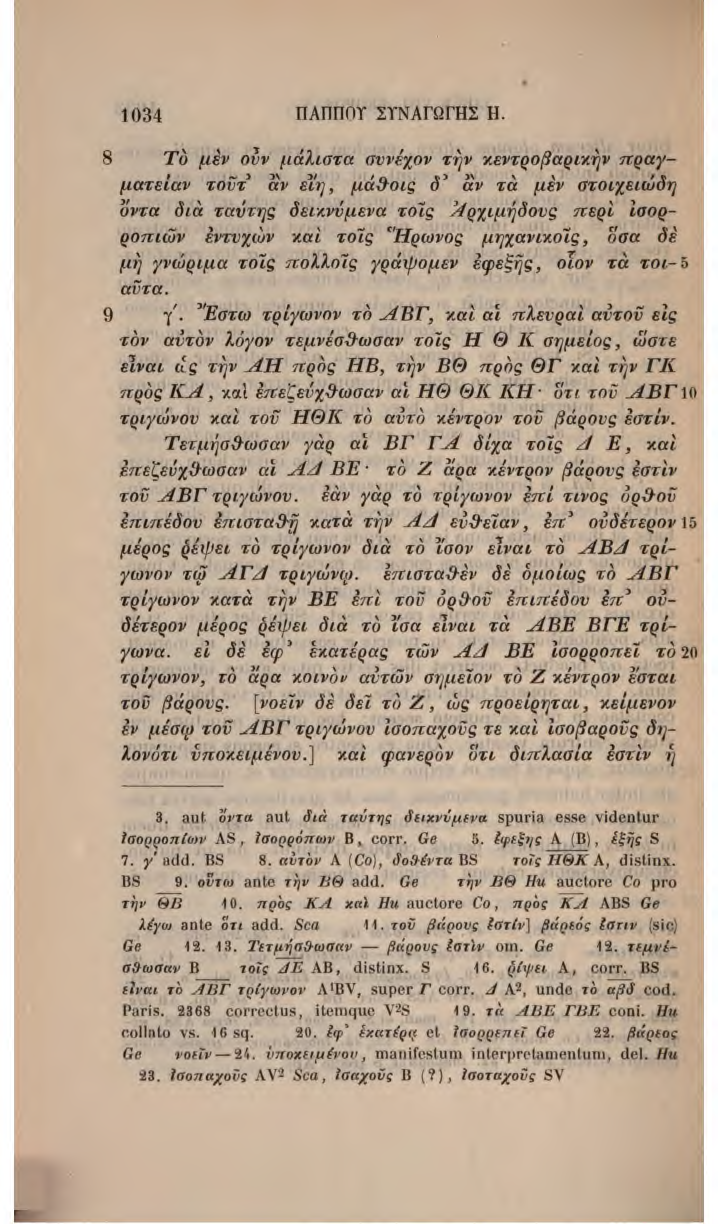 1034 ΠΑΠΠΟΥ ΣΥΝΑΓΩΓΗΣ Η.
8 Τὸ μὲν οὖν μάλιστα συνέχον τὴν κεντροβαρικὴν πραγ-
ματείαν τοῦτ᾽ ἂν εἴη, μάθοις δ᾽ ἂν τὰ μὲν στοιχειώδη
ὄντα διὰ ταύτης δεικνύμενα τοῖς Ἀρχιμήδους περὶ ἰσορ-
ροπιῶν ἐντυχὼν καὶ τοῖς Ἥρωνος μηχανικοῖς, ὅσα δὲ
μὴ γνώριμα τοῖς πολλοῖς γράψομεν ἐφεξῆς, οἷον τὰ τοι- 5
αῦτα.
9 γ΄. Ἔστω τρίγωνον τὸ ΑΒΓ, καὶ αἱ πλευραὶ αὐτοῦ εἰς
τὸν αὐτὸν λόγον τεμνέσθωσαν τοῖς Η Θ Κ σημείοις, ὥστε
εἶναι ὡς τὴν ΑΗ πρὸς ΗΒ, τὴν ΒΘ πρὸς ΘΓ καὶ τὴν ΓΚ
πρὸς ΚΑ, καὶ ἐπεζεύχθωσαν αἱ ΗΘ ΘΚ ΚΗ· ὅτι τοῦ ΑΒΓ 10
τριγώνου καὶ τοῦ ΗΘΚ τὸ αὐτὸ κέντρον τοῦ βάρους ἐστίν.
Τετμήσθωσαν γὰρ αἱ ΒΓ ΓΑ δίχα τοῖς Δ Ε, καὶ
ἐπεζεύχθωσαν αἱ ΑΔ ΒΕ· τὸ Ζ ἄρα κέντρον βάρους ἐστὶν
τοῦ ΑΒΓ τριγώνου. ἐὰν γὰρ τὸ τρίγωνον ἐπί τινος ὀρθοῦ
ἐπιπέδου ἐπισταθῇ κατὰ τὴν ΑΔ εὐθεῖαν, ἐπ᾽ οὐδέτερον 15
μέρος ῥέψει τὸ τρίγωνον διὰ τὸ ἴσον εἶναι τὸ ΑΒΔ τρί-
γωνον τῷ ΑΓΔ τριγώνῳ. ἐπισταθὲν δὲ ὁμοίως τὸ ΑΒΓ
τρίγωνον κατὰ τὴν ΒΕ ἐπὶ τοῦ ὀρθοῦ ἐπιπέδου ἐπ᾽ οὐ-
δέτερον μέρος ῥέψει διὰ τὸ ἴσα εἶναι τὰ ΑΒΕ ΒΓΕ τρί-
γωνα. εἰ δὲ ἐφ᾽ ἑκατέρας τῶν ΑΔ ΒΕ ἰσορροπεῖ τὸ 20
τρίγωνον, τὸ ἄρα κοινὸν αὐτῶν σημεῖον τὸ Ζ κέντρον ἔσται
τοῦ βάρους. [νοεῖν δὲ δεῖ τὸ Ζ, ὡς προείρηται, κείμενον
ἐν μέσῳ τοῦ ΑΒΓ τριγώνου ἰσοπαχοῦς τε καὶ ἰσοβαροῦς δη-
λονότι ὑποκειμένου.] καὶ φανερὸν ὅτι διπλασία ἐστὶν ἡ
3. aut ὄντα aut διὰ ταύτης δεικνύμενα spuria esse videntur
ἰσορροπίων AS, ἰσορρόπων B, corr. Ge 5. ἐφεξης A (B), ἑξῆς S
7. γ΄ add. BS 8. αὐτὸν A (Co), δοθέντα BS τοῖς ΗΘΚ A, distinx.
BS 9. οὕτω ante τὴν ΒΘ add. Ge τὴν ΒΘ Hu auctore Co pro
τὴν ΘΒ 10. πρὸς ΚΑ καὶ Hu auctore Co, πρὸς ΚΑ ABS Ge
λέγω ante ὅτι add. Sca 11. τοῦ βάρους ἐστίν] βάρεός ἐστιν (sic)
Ge 12. 13. Τετμήσθωσαν — βάρους ἐστὶν om. Ge 12. τεμνέ-
σθωσαν B τοῖς ΔΕ AB, distinx. S 16. ῥίψει A, corr. BS
εἶναι τὸ ΑΒΓ τρίγωνον A¹BV, super Γ corr. Δ A², unde τὸ αβδ cod.
Paris. 2368 correctus, itemque V²S 19. τὰ ΑΒΕ ΓΒΕ coni. Hu
collato vs. 16 sq. 20. ἐφ᾽ ἑκατέρᾳ et ἰσορρεπεῖ Ge 22. βάρεος
Ge νοεῖν — 24. ὑποκειμένου, manifestum interpretamentum, del. Hu
23. ἰσοπαχοῦς AV² Sca, ἰσαχοῦς B (?), ἰσοταχοῦς SV